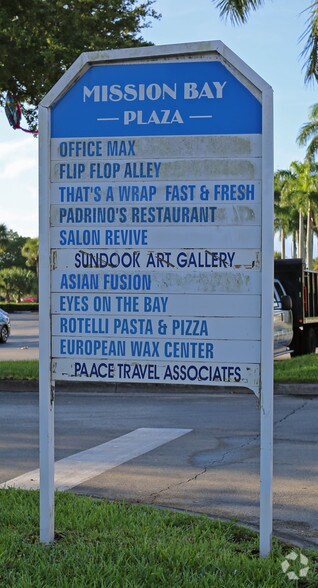 MISSION BAY
PLAZA
OFFICE MAX
FLIP FLOP ALLEY
THAT'S A WRAP FAST & FRESH
PADRINO'S RESTAURANT
SALON REVIVE
SUNDOOK ART GALLERY
ASIAN FUSION
EYES ON THE BAY
ROTELLI PASTA & PIZZA
EUROPEAN WAX CENTER
PAACE TRAVEL ASSOCIATES